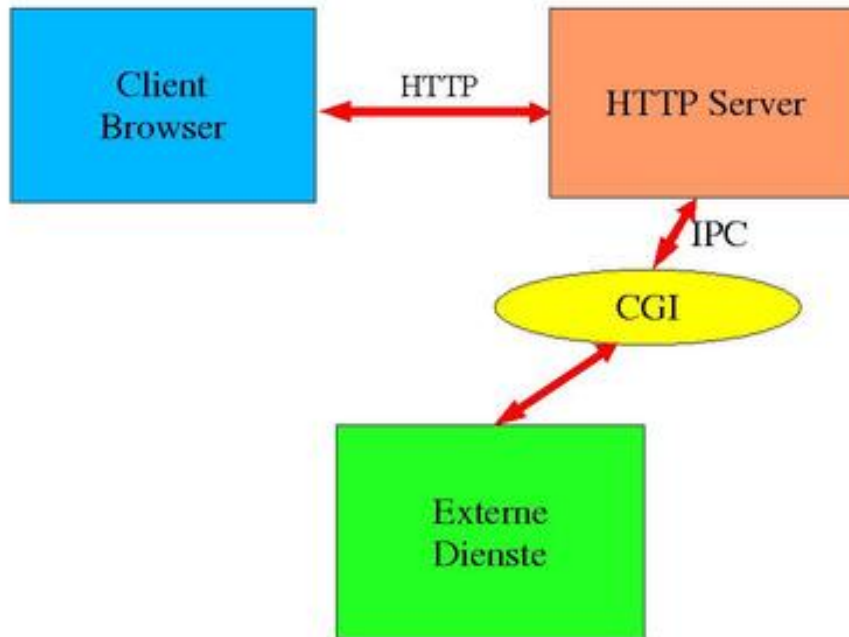 Client
Browser
HTTP
HTTP Server
IPC
CGI
Externe
Dienste